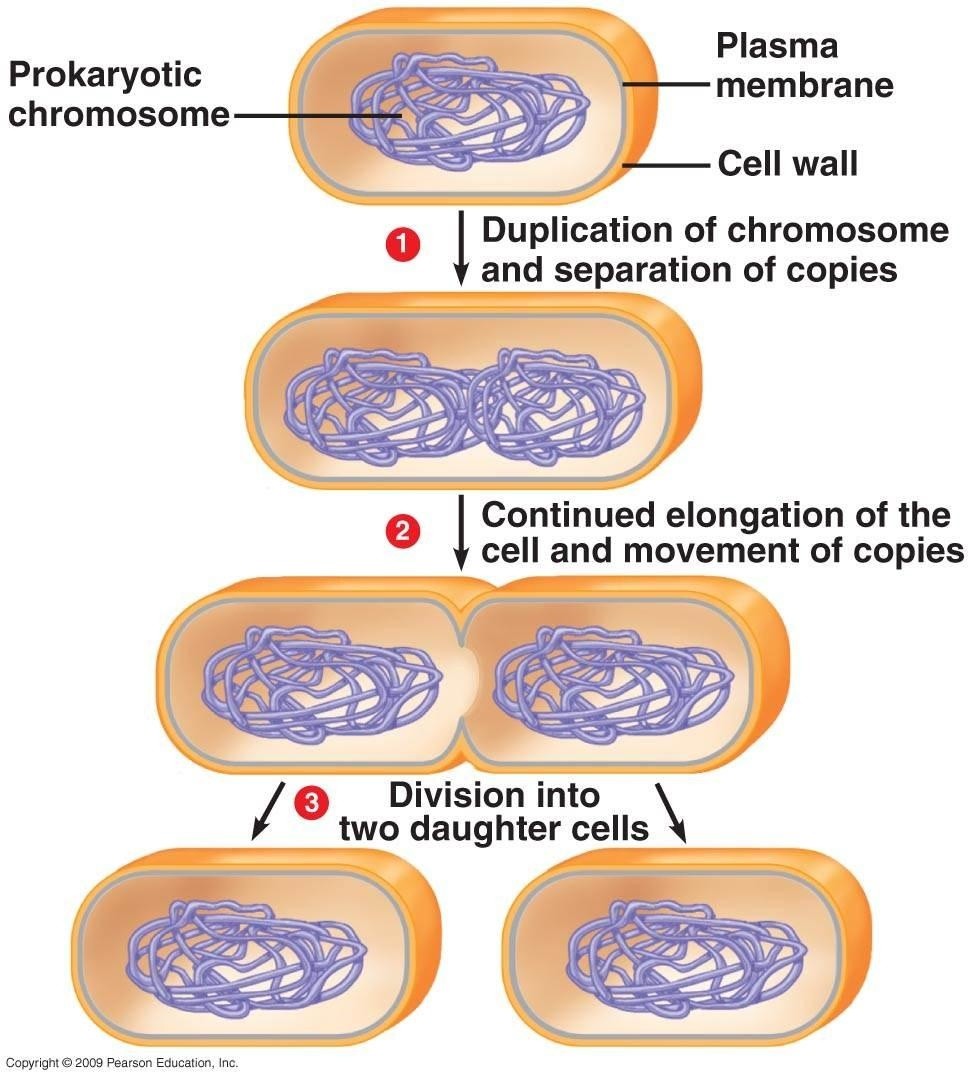 Prokaryotic
chromosome
Plasma
membrane
Cell wall
1
Duplication of chromosome
and separation of copies
2
Continued elongation of the
cell and movement of copies
3
Division into
two daughter cells
Copyright © 2009 Pearson Education, Inc.